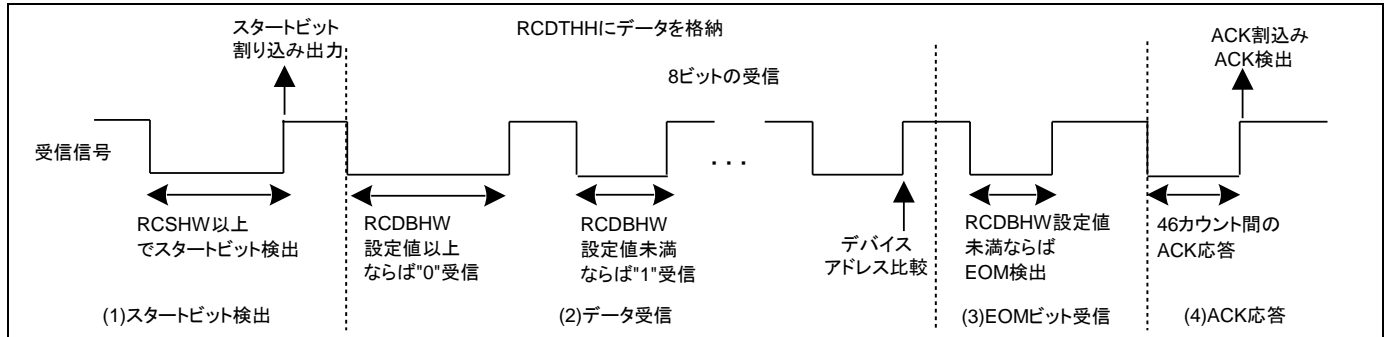 スタートビット
割り込み出力
RCDTHHにデータを格納
8ビットの受信
ACK割込み
ACK検出
受信信号
・・・
RCSHW以上
でスタートビット検出
RCDBHW
設定値以上
ならば"0"受信
RCDBHW
設定値未満
ならば"1"受信
デバイス
アドレス比較
RCDBHW設定値
未満ならば
EOM検出
46カウント間の
ACK応答
(1)スタートビット検出
(2)データ受信
(3)EOMビット受信
(4)ACK応答